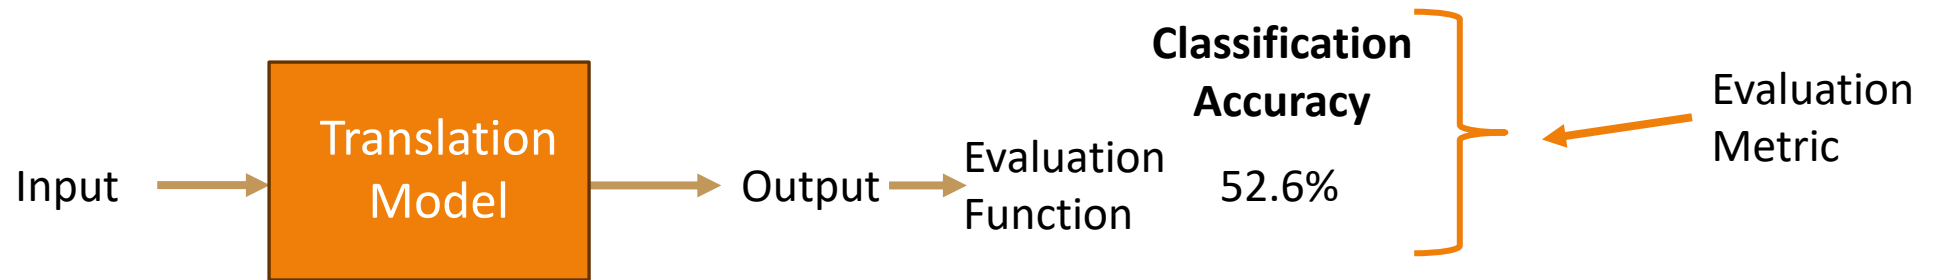 Input
Translation
Model
Output
Evaluation
Function
Classification
Accuracy
52.6%
Evaluation
Metric